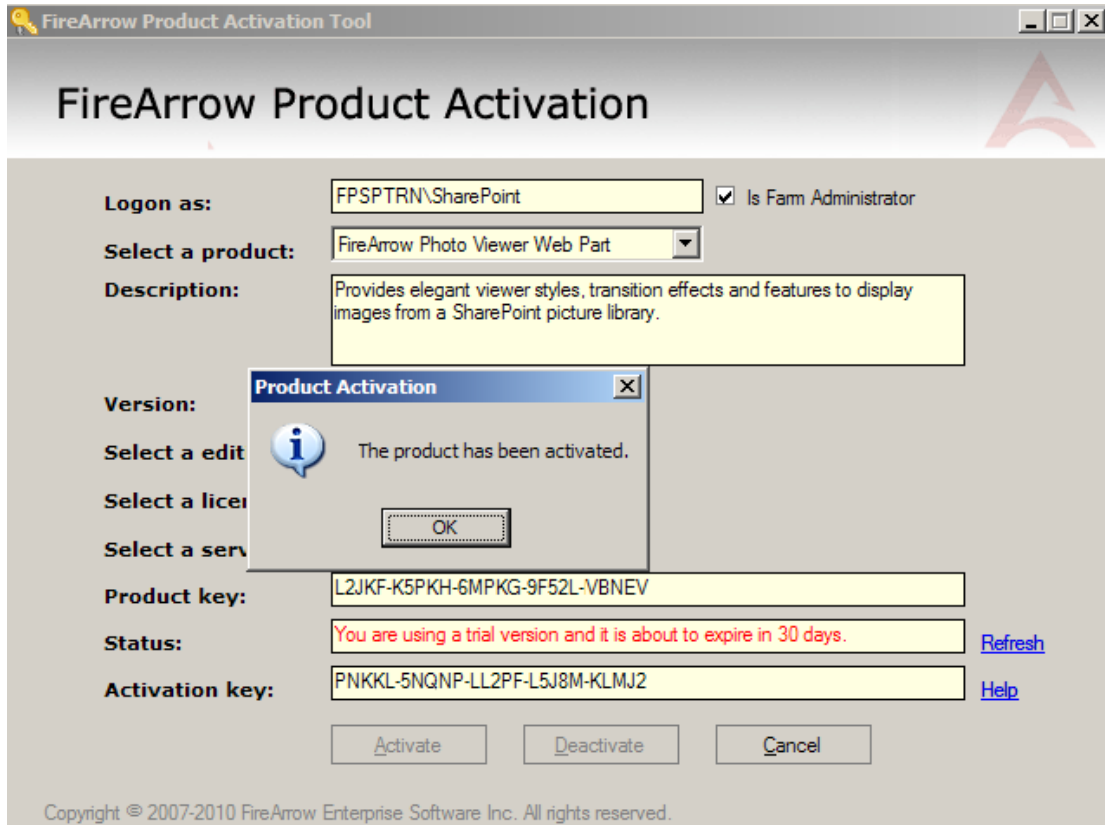 FireArrow Product Activation Tool
FireArrow Product Activation
Logon as: FPSPTRN\SharePoint Is Farm Administrator
Select a product: FireArrow Photo Viewer Web Part
Description: Provides elegant viewer styles, transition effects and features to display
images from a SharePoint picture library.
Product Activation
Version:
The product has been activated.
Select a edit
Select a licen
OK
Select a serv
Product key: L2JKF-K5PKH-6MPKG-9F52L-VBNEV
Status: You are using a trial version and it is about to expire in 30 days. Refresh
Activation key: PNKKL-5NQNP-LL2PF-L5J8M-KLMJ2 Help
Activate Deactivate Cancel
Copyright © 2007-2010 FireArrow Enterprise Software Inc. All rights reserved.